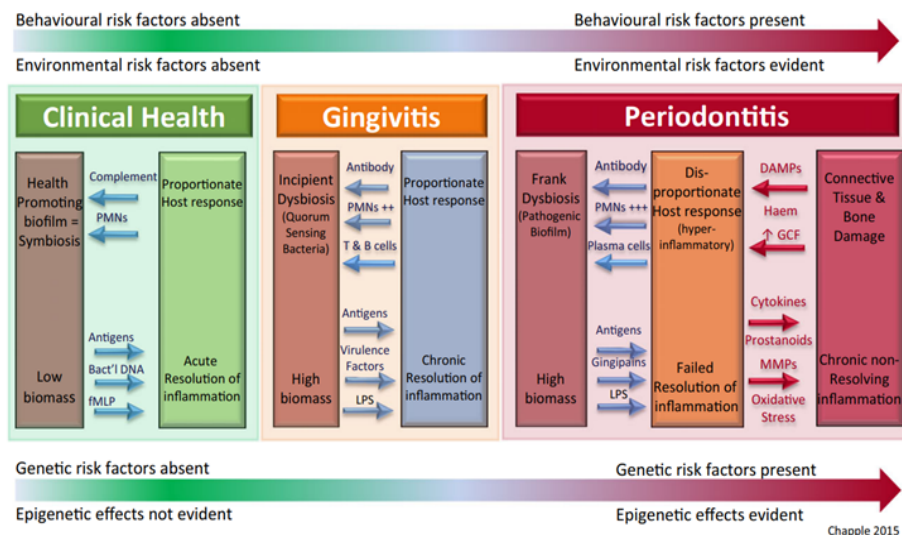 Behavioural risk factors absent
Behavioural risk factors present
Environmental risk factors absent
Environmental risk factors evident
Clinical Health
Health
Promoting
biofilm =
Symbiosis
Low
biomass
Complement
PMNs
Antigens
Bact'l DNA
fMLP
Proportionate
Host response
Acute
Resolution of
inflammation
Gingivitis
Incipient
Dysbiosis
(Quorum
Sensing
Bacteria)
High
biomass
Antibody
PMNs ++
T & B cells
Antigens
Virulence
Factors
LPS
Proportionate
Host response
Chronic
Resolution of
inflammation
Periodontitis
Frank
Dysbiosis
(Pathogenic
Biofilm)
High
biomass
Antibody
PMNs +++
Plasma cells
Antigens
Gingipains
LPS
Dis-
proportionate
Host response
(hyper-
inflammatory)
Failed
Resolution of
inflammation
DAMPs
Haem
↑ GCF
Cytokines
Prostanoids
MMPs
Oxidative
Stress
Connective
Tissue &
Bone
Damage
Chronic non-
Resolving
inflammation
Genetic risk factors absent
Genetic risk factors present
Epigenetic effects not evident
Epigenetic effects evident
Chapple 2015